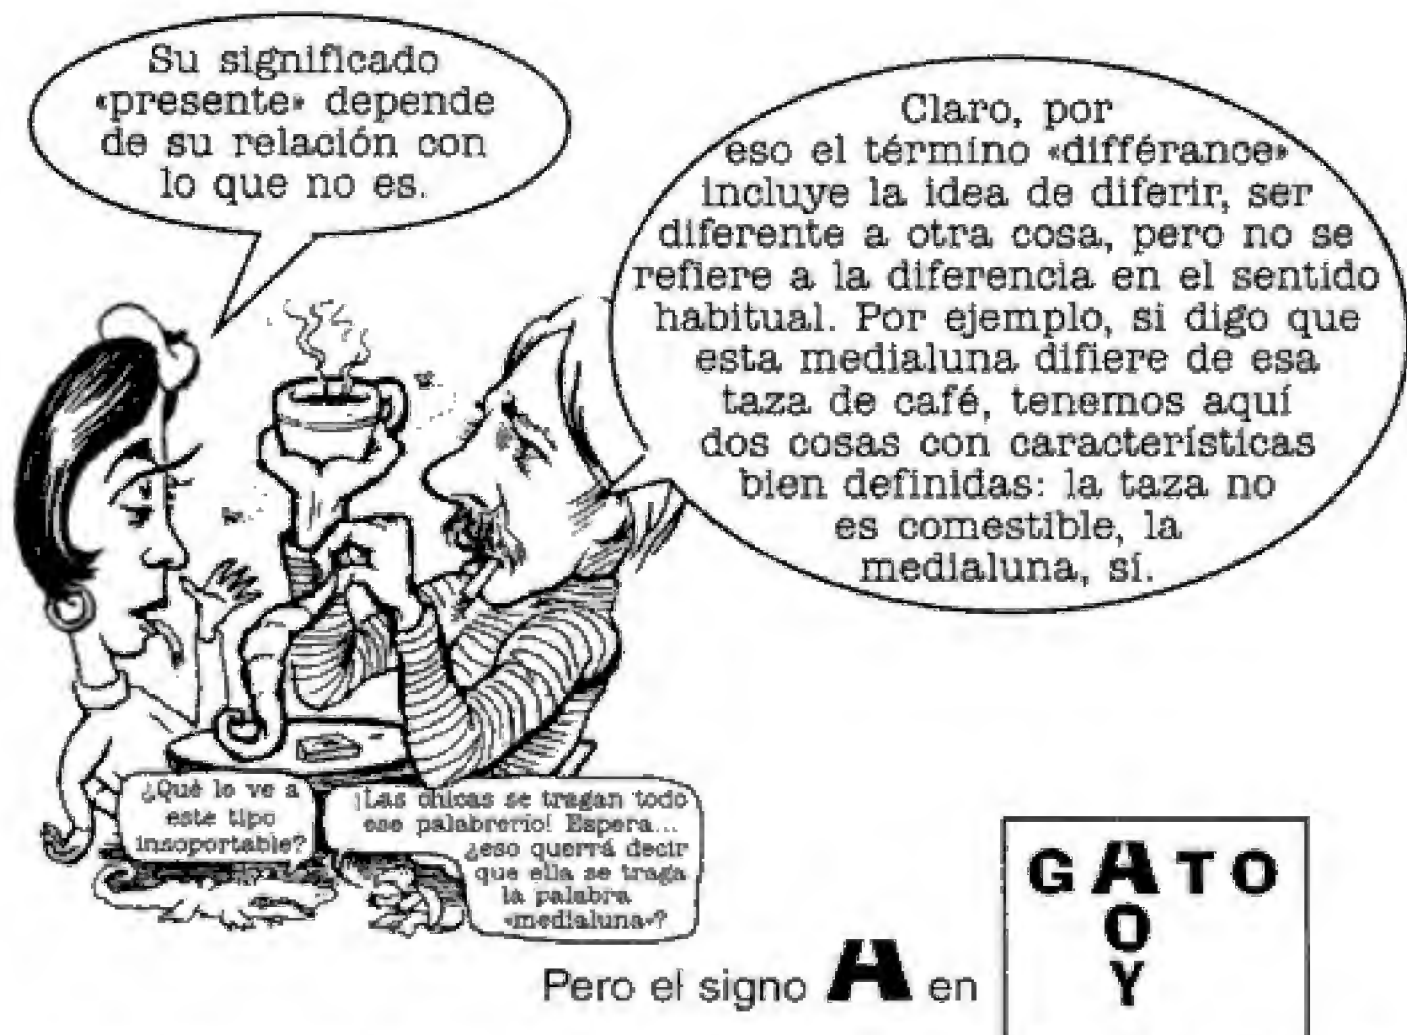 Su significado
«presente» depende
de su relación con
lo que no es.
Claro, por
eso el término «différance»
incluye la idea de diferir, ser
diferente a otra cosa, pero no se
refiere a la diferencia en el sentido
habitual. Por ejemplo, si digo que
esta medialuna difiere de esa
taza de café, tenemos aquí
dos cosas con características
bien definidas: la taza no
es comestible, la
medialuna, sí.
¿Qué le ve a
este tipo
insoportable?
¡Las chicas se tragan todo
ese palabrerío! Espera...
¿eso querrá decir
que ella se traga
la palabra
«medialuna»?
Pero el signo A en
GATO
O
Y